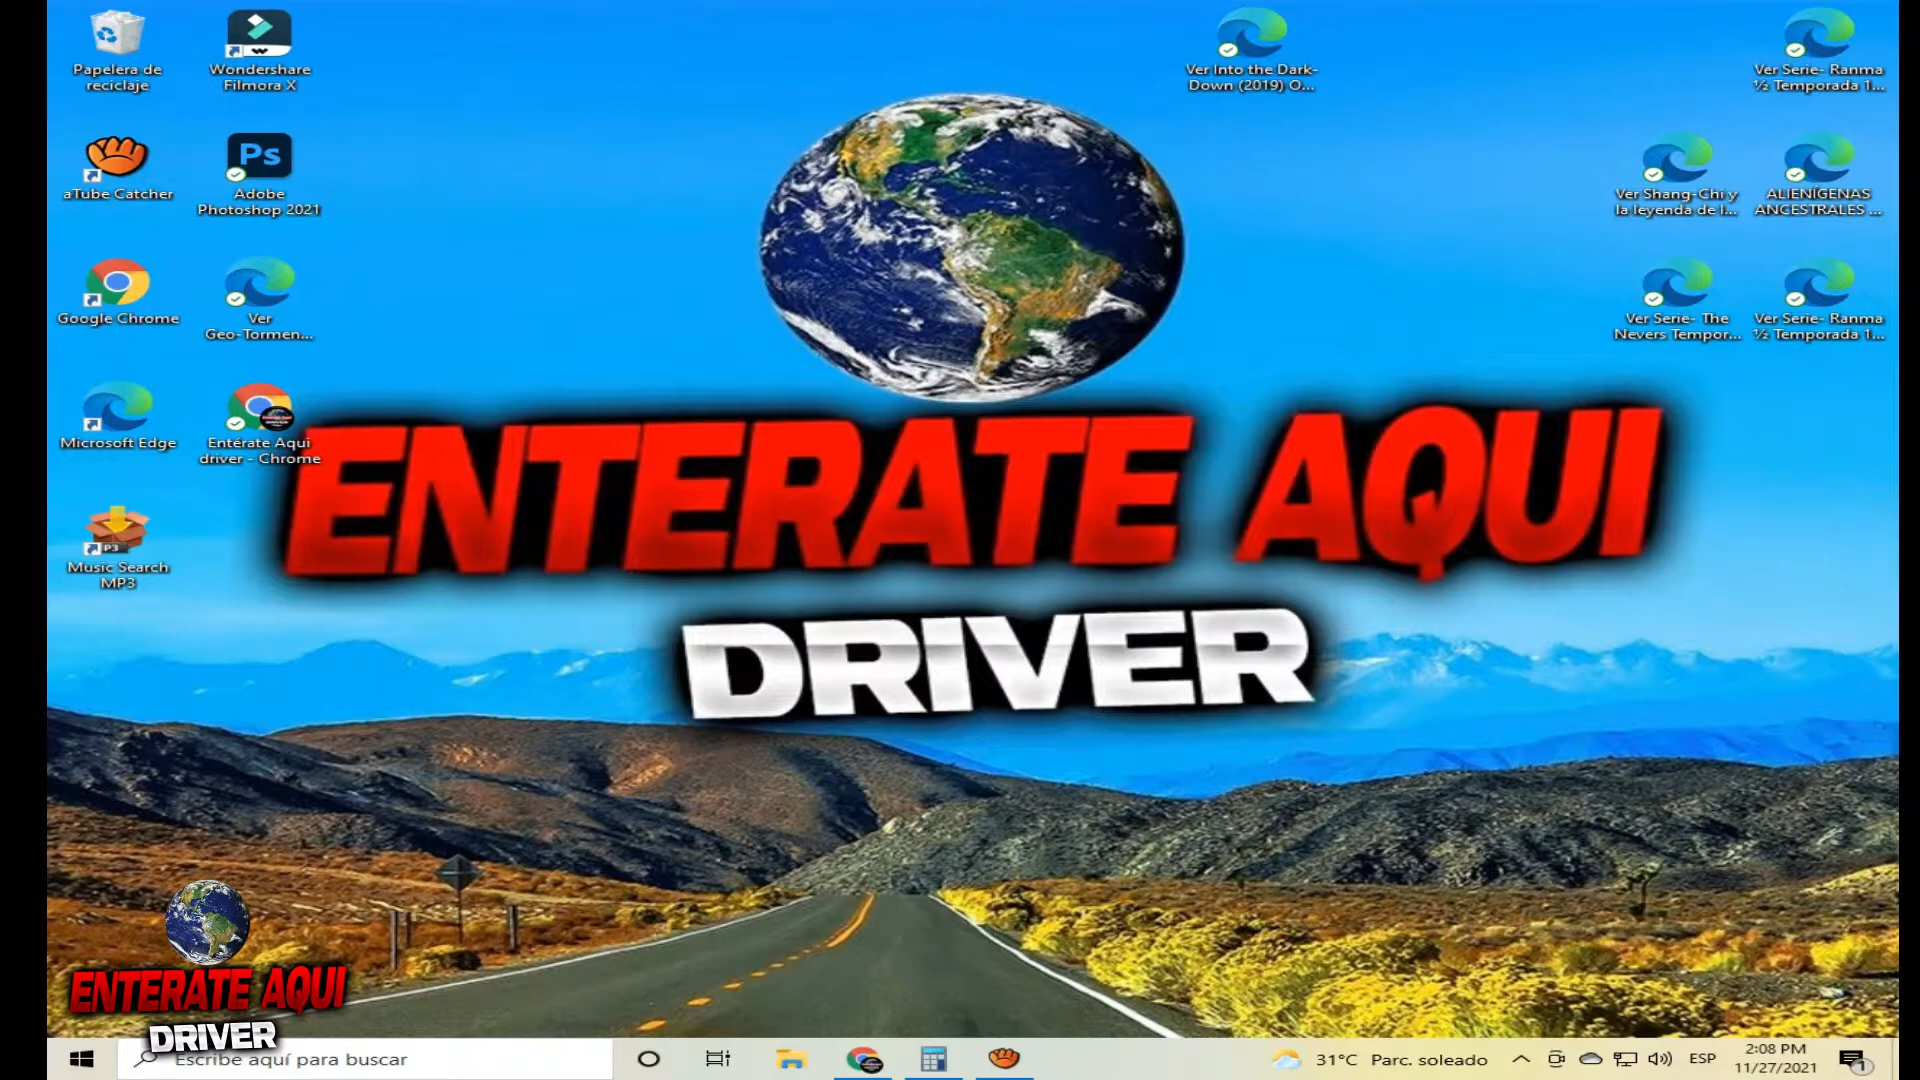 Papelera de
reciclaje
Wondershare
Filmora X
Ver Into the Dark-
Down (2019) O...
Ver Serie- Ranma
½ Temporada 1...
aTube Catcher
Ps
Adobe
Photoshop 2021
Ver Shang-Chi y
la leyenda de l...
ALIENÍGENAS
ANCESTRALES ...
Google Chrome
Ver
Geo-Tormen...
Ver Serie- The
Nevers Tempor...
Ver Serie- Ranma
½ Temporada 1...
Microsoft Edge
Entérate Aqui
driver - Chrome
P3
Music Search
MP3
ENTERATE AQUI
DRIVER
ENTERATE AQUI
DRIVER
Escribe aquí para buscar
31°C Parc. soleado
ESP
2:08 PM
11/27/2021
1